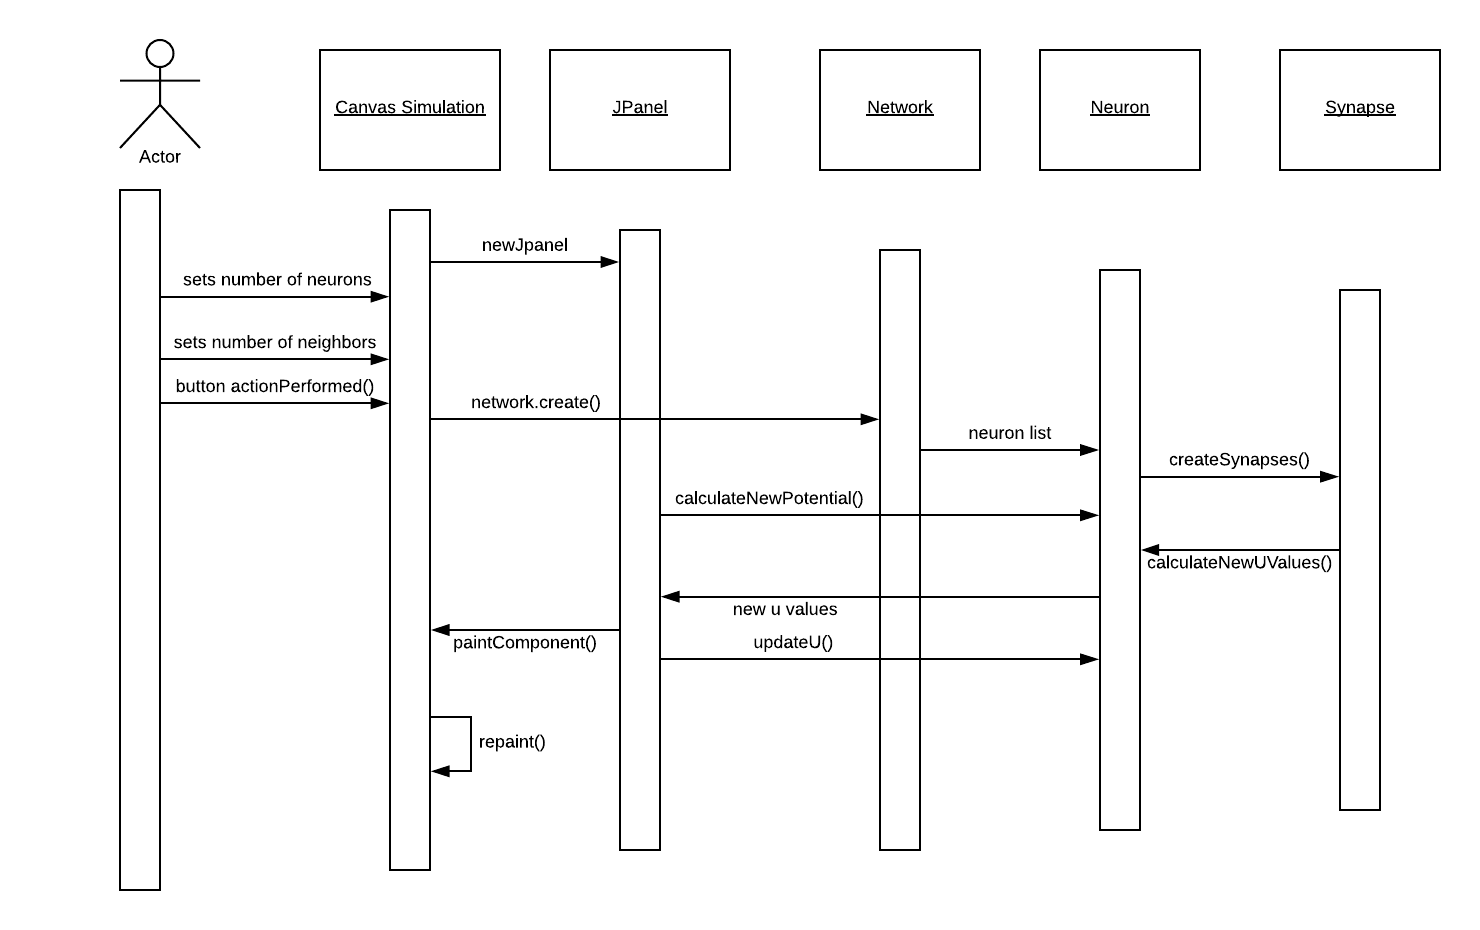 Actor
Canvas Simulation
JPanel
Network
Neuron
Synapse
newJpanel
sets number of neurons
sets number of neighbors
button actionPerformed()
network.create()
neuron list
createSynapses()
calculateNewPotential()
calculateNewUValues()
new u values
paintComponent()
updateU()
repaint()